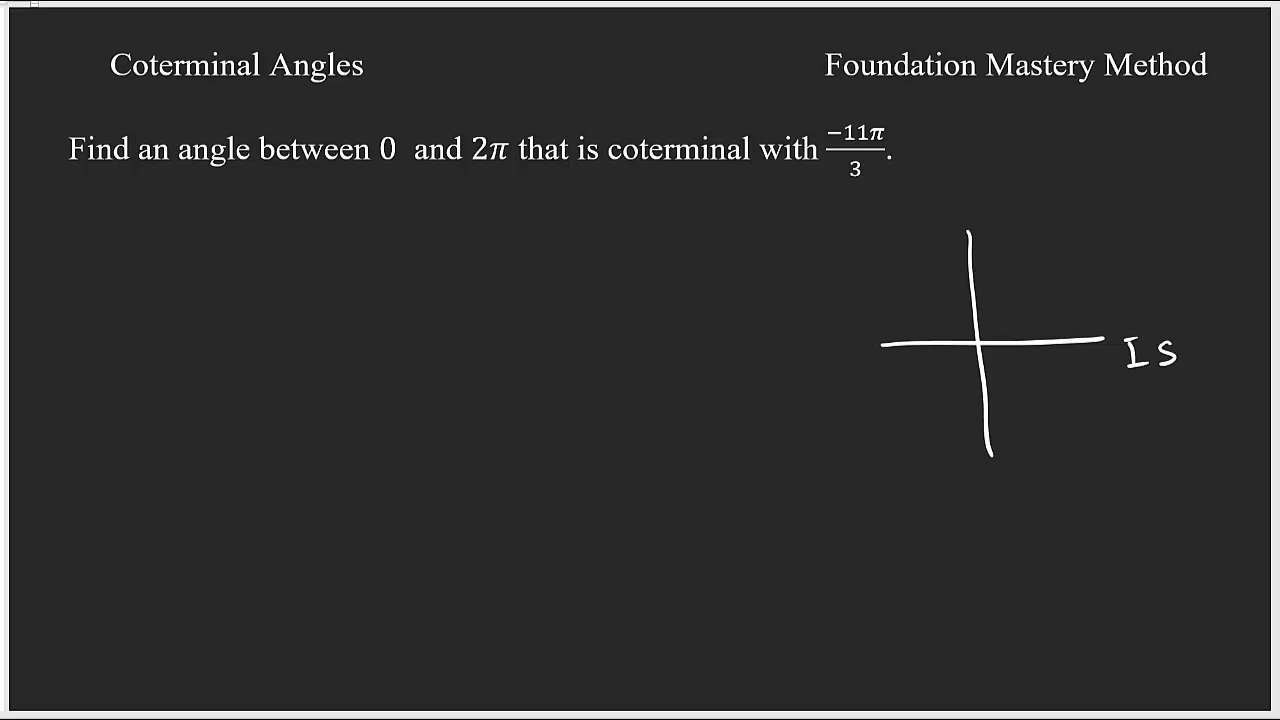 Coterminal Angles Foundation Mastery Method
Find an angle between 0 and 2𝜋 that is coterminal with −11𝜋/3.
I S